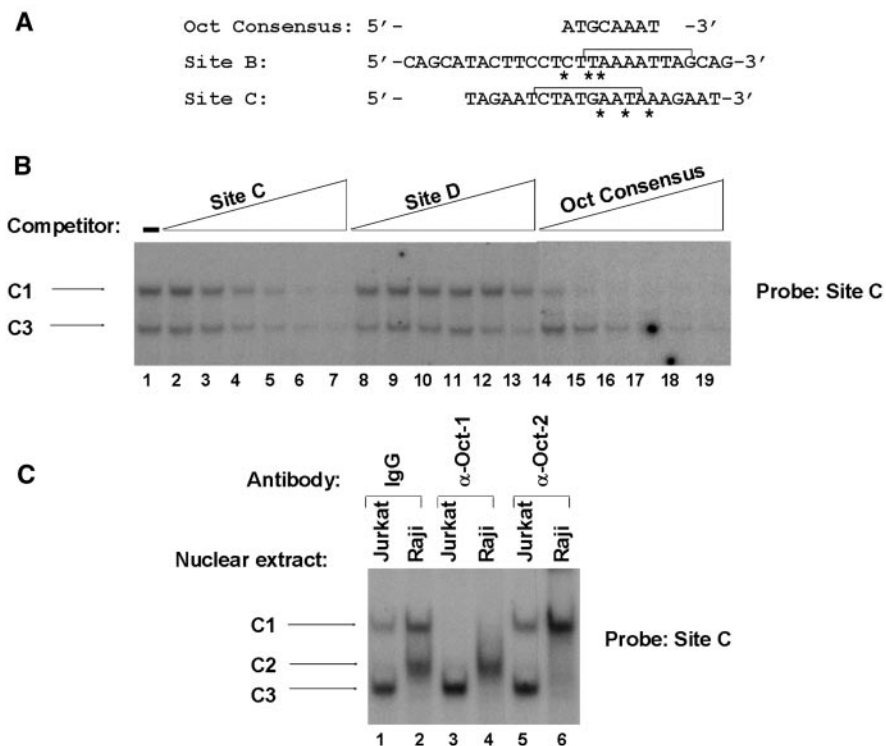 A
Oct Consensus: 5′- ATGCAAAT -3′
Site B: 5′-CAGCATACTTCCTCTTAAAATTAGCAG-3′
* **
Site C: 5′- TAGAATCTATGAATAAAGAAT-3′
* * *
B
Competitor: Site C Site D Oct Consensus
C1
C3
Probe: Site C
1 2 3 4 5 6 7 8 9 10 11 12 13 14 15 16 17 18 19
C
Antibody: IgG α-Oct-1 α-Oct-2
Nuclear extract: Jurkat Raji Jurkat Raji Jurkat Raji
C1
C2
C3
Probe: Site C
1 2 3 4 5 6